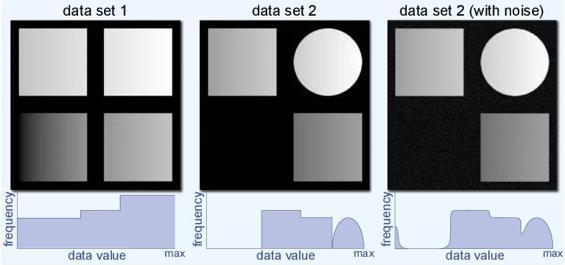 data set 1
data set 2
data set 2 (with noise)
frequency
data value
max
frequency
data value
max
frequency
data value
max